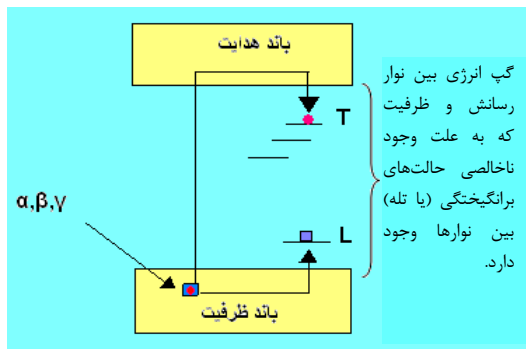 باند هدایت
گپ انرژی بین نوار
رسانش و ظرفیت
که به علت وجود
ناخالصی حالت‌های
برانگیختگی (یا تله)
بین نوارها وجود
دارد.
T
α,β,γ
L
باند ظرفیت